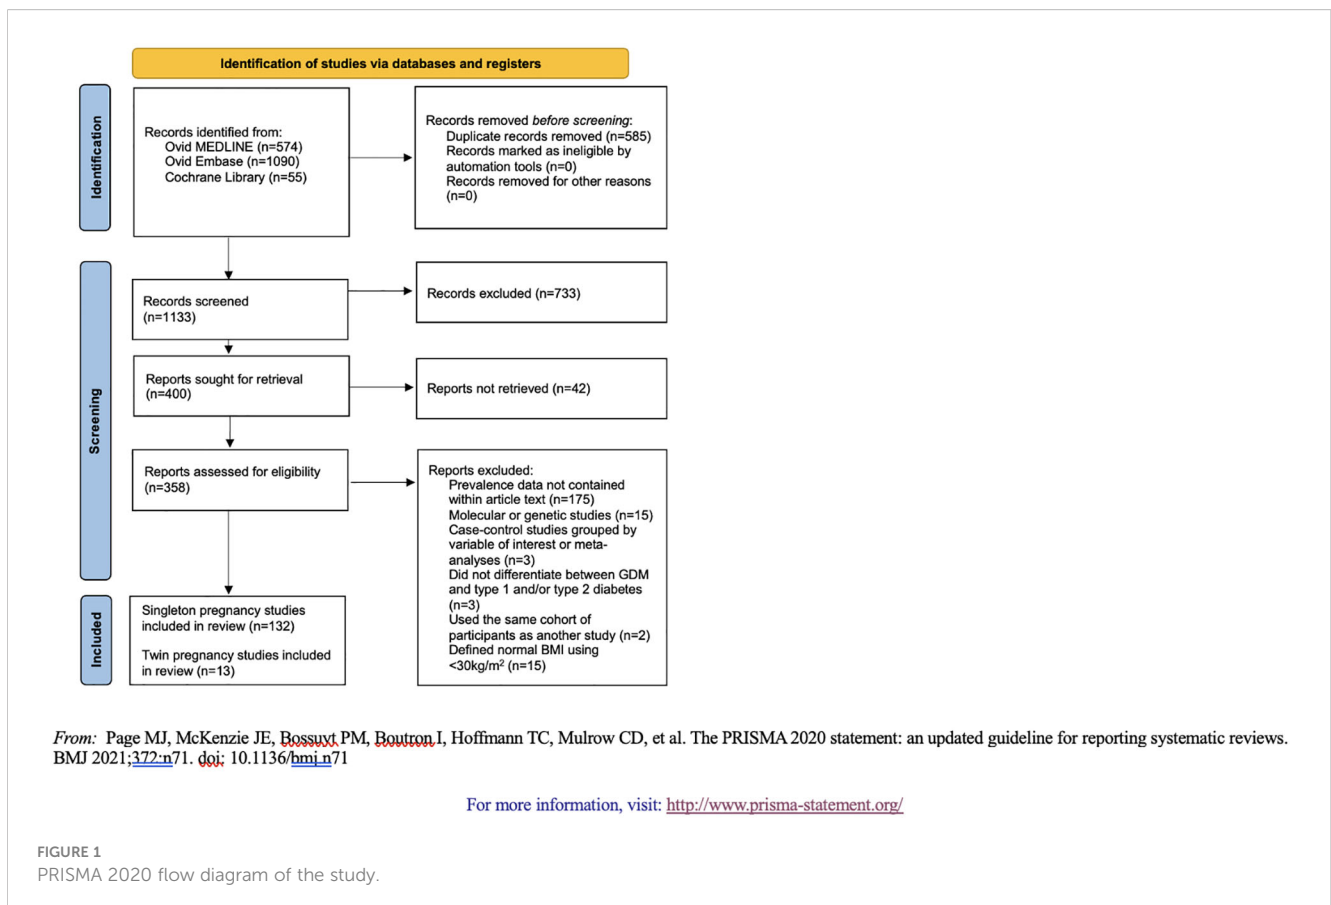 Identification of studies via databases and registers
Identification
Records identified from:
Ovid MEDLINE (n=574)
Ovid Embase (n=1090)
Cochrane Library (n=55)
Records removed before screening:
Duplicate records removed (n=585)
Records marked as ineligible by
automation tools (n=0)
Records removed for other reasons
(n=0)
Screening
Records screened
(n=1133)
Records excluded (n=733)
Reports sought for retrieval
(n=400)
Reports not retrieved (n=42)
Reports assessed for eligibility
(n=358)
Reports excluded:
Prevalence data not contained
within article text (n=175)
Molecular or genetic studies (n=15)
Case-control studies grouped by
variable of interest or meta-
analyses (n=3)
Did not differentiate between GDM
and type 1 and/or type 2 diabetes
(n=3)
Used the same cohort of
participants as another study (n=2)
Defined normal BMI using
<30kg/m² (n=15)
Included
Singleton pregnancy studies
included in review (n=132)
Twin pregnancy studies included
in review (n=13)
From: Page MJ, McKenzie JE, Bossuyt PM, Boutron I, Hoffmann TC, Mulrow CD, et al. The PRISMA 2020 statement: an updated guideline for reporting systematic reviews.
BMJ 2021;372:n71. doi: 10.1136/bmj.n71
For more information, visit: http://www.prisma-statement.org/
FIGURE 1
PRISMA 2020 flow diagram of the study.